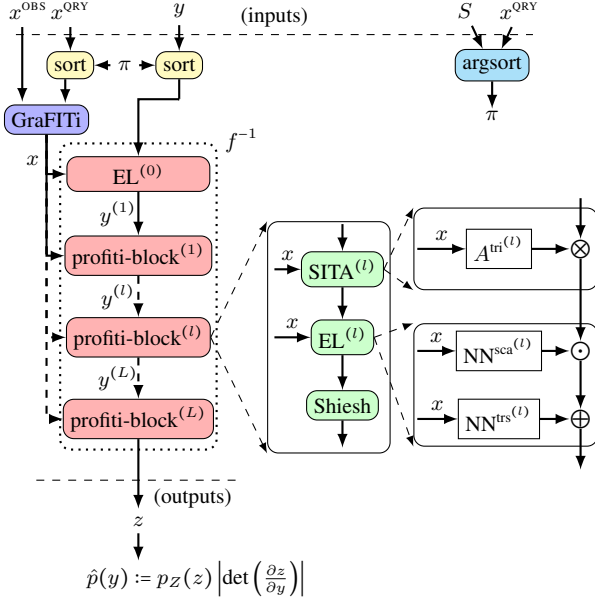 (inputs)
x^OBS x^QRY y S x^QRY
sort π sort argsort
GraFITi π
x f^{-1}
EL^(0)
y^(1)
profiti-block^(1)
y^(l)
profiti-block^(l)
y^(L)
profiti-block^(L)
x SITA^(l)
x EL^(l)
Shiesh
x A^{tri^(l)} ⊗
x NN^{sca^(l)} ⊙
x NN^{trs^(l)} ⊕
(outputs)
z
p̂(y) := p_Z(z) |det (∂z/∂y)|